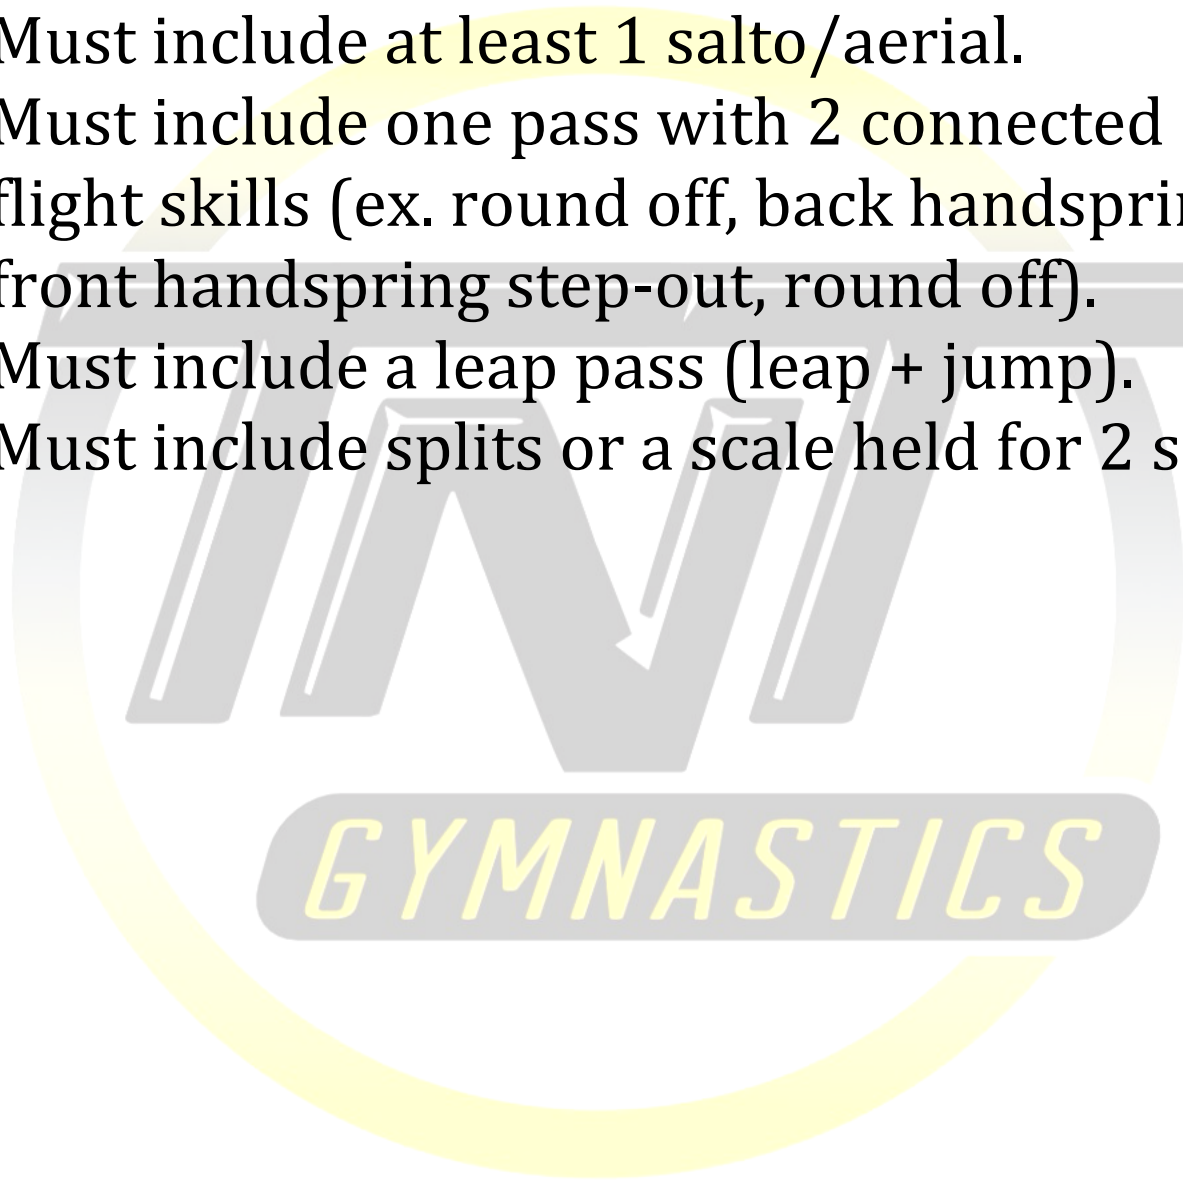 Must include at least 1 salto/aerial.
Must include one pass with 2 connected
flight skills (ex. round off, back
front handspring step-out, round off).
Must include a leap pass (leap + jump).
Must include splits or a scale held for 2
TNT
GYMNASTICS